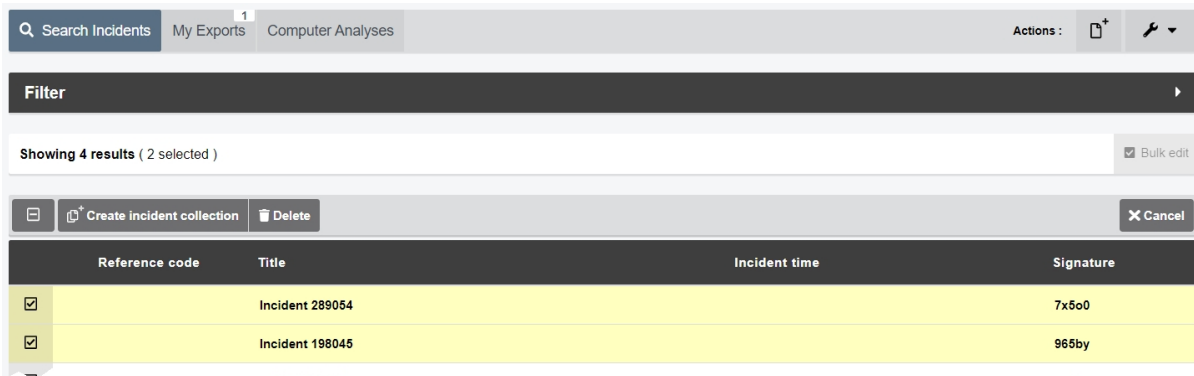 Search Incidents My Exports 1 Computer Analyses Actions :
Filter
Showing 4 results ( 2 selected ) Bulk edit
Create incident collection Delete Cancel
Reference code Title Incident time Signature
Incident 289054 7x5o0
Incident 198045 965by